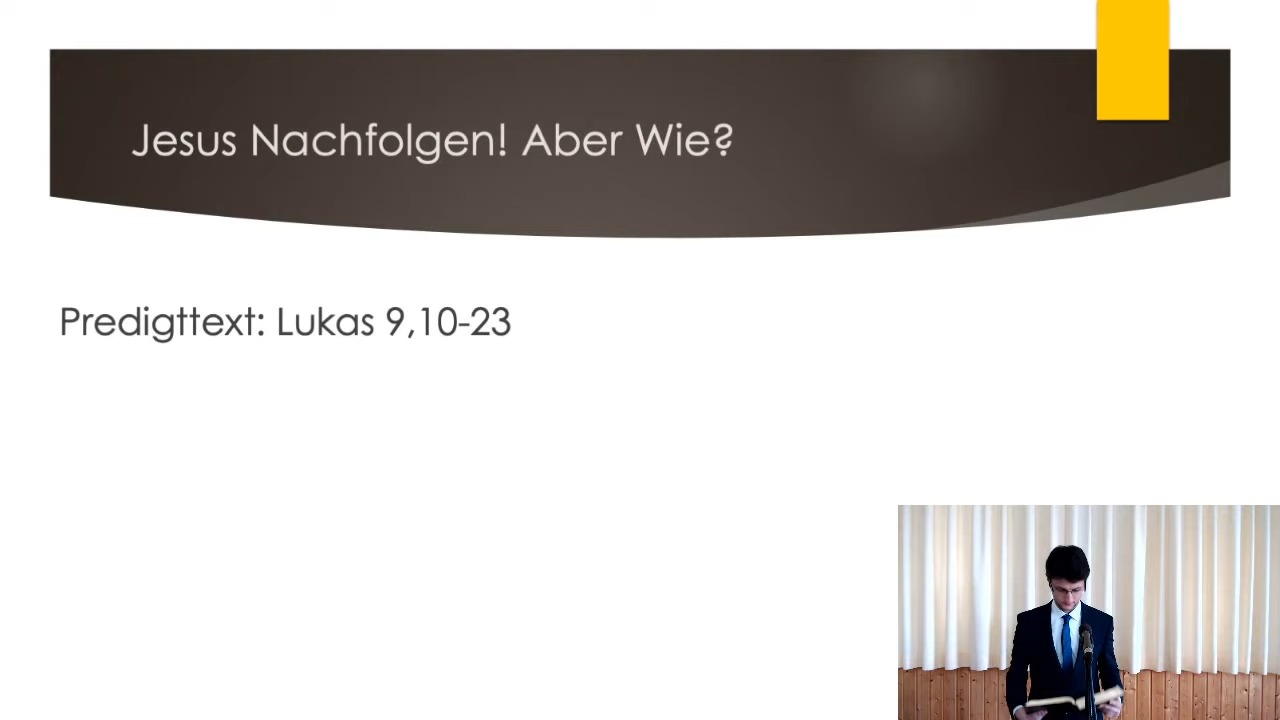 Jesus Nachfolgen! Aber Wie?
Predigttext: Lukas 9,10-23